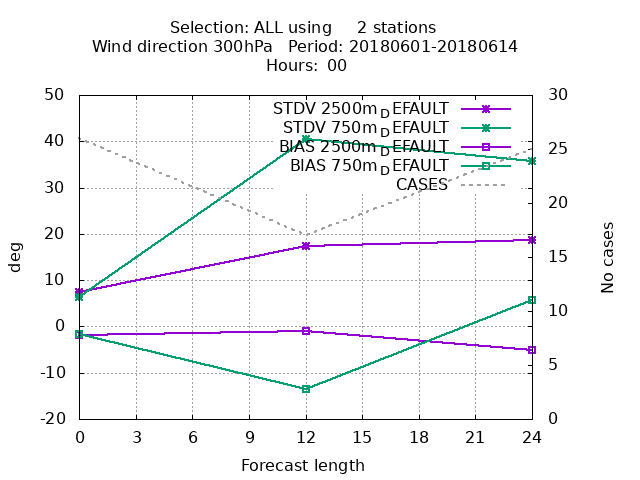 Selection: ALL using     2 stations
Wind direction 300hPa   Period: 20180601-20180614
Hours: 00
50 30
40 25
30 20
20 15
10 10
0 5
-10
-20 0
STDV 2500m_DEFAULT
STDV 750m_DEFAULT
BIAS 2500m_DEFAULT
BIAS 750m_DEFAULT
CASES
deg
No cases
0 3 6 9 12 15 18 21 24
Forecast length